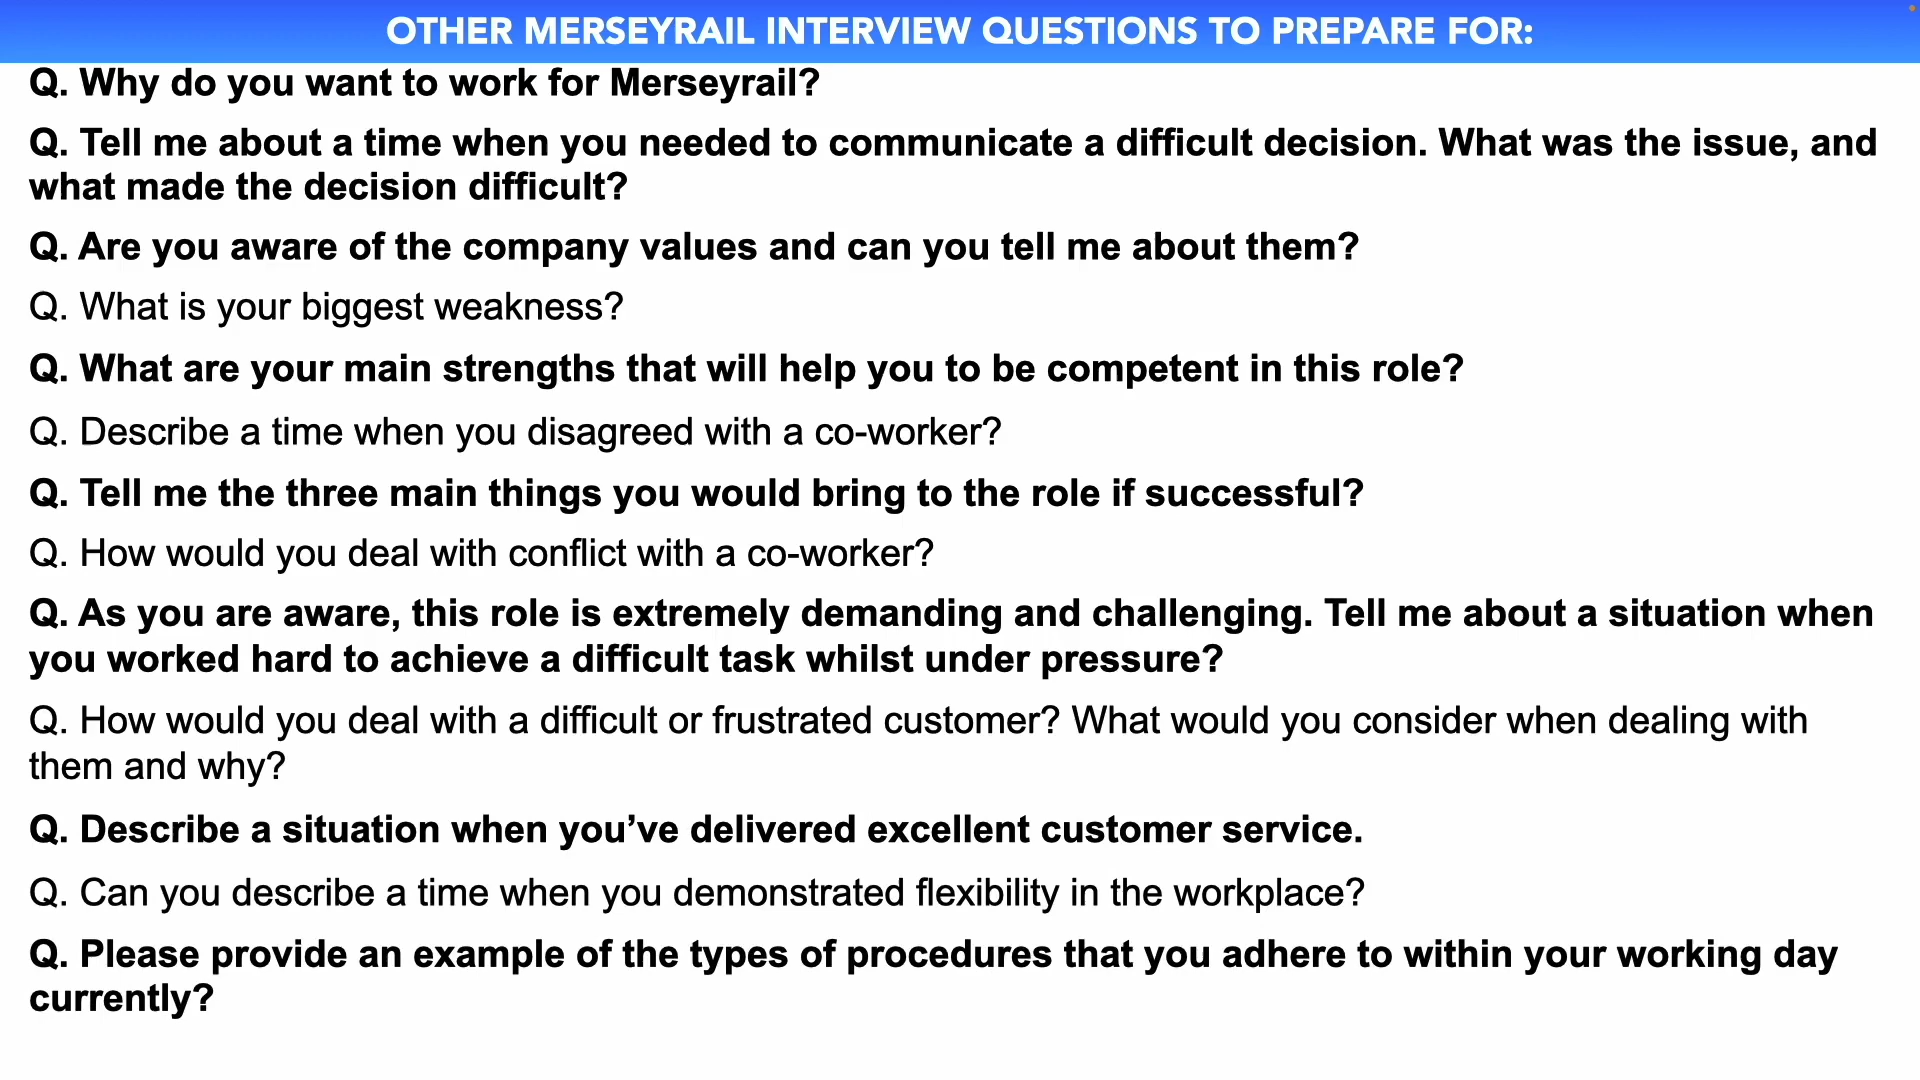 OTHER MERSEYRAIL INTERVIEW QUESTIONS TO PREPARE FOR:
Q. Why do you want to work for Merseyrail?
Q. Tell me about a time when you needed to communicate a difficult decision. What was the issue, and
what made the decision difficult?
Q. Are you aware of the company values and can you tell me about them?
Q. What is your biggest weakness?
Q. What are your main strengths that will help you to be competent in this role?
Q. Describe a time when you disagreed with a co-worker?
Q. Tell me the three main things you would bring to the role if successful?
Q. How would you deal with conflict with a co-worker?
Q. As you are aware, this role is extremely demanding and challenging. Tell me about a situation when
you worked hard to achieve a difficult task whilst under pressure?
Q. How would you deal with a difficult or frustrated customer? What would you consider when dealing with
them and why?
Q. Describe a situation when you’ve delivered excellent customer service.
Q. Can you describe a time when you demonstrated flexibility in the workplace?
Q. Please provide an example of the types of procedures that you adhere to within your working day
currently?